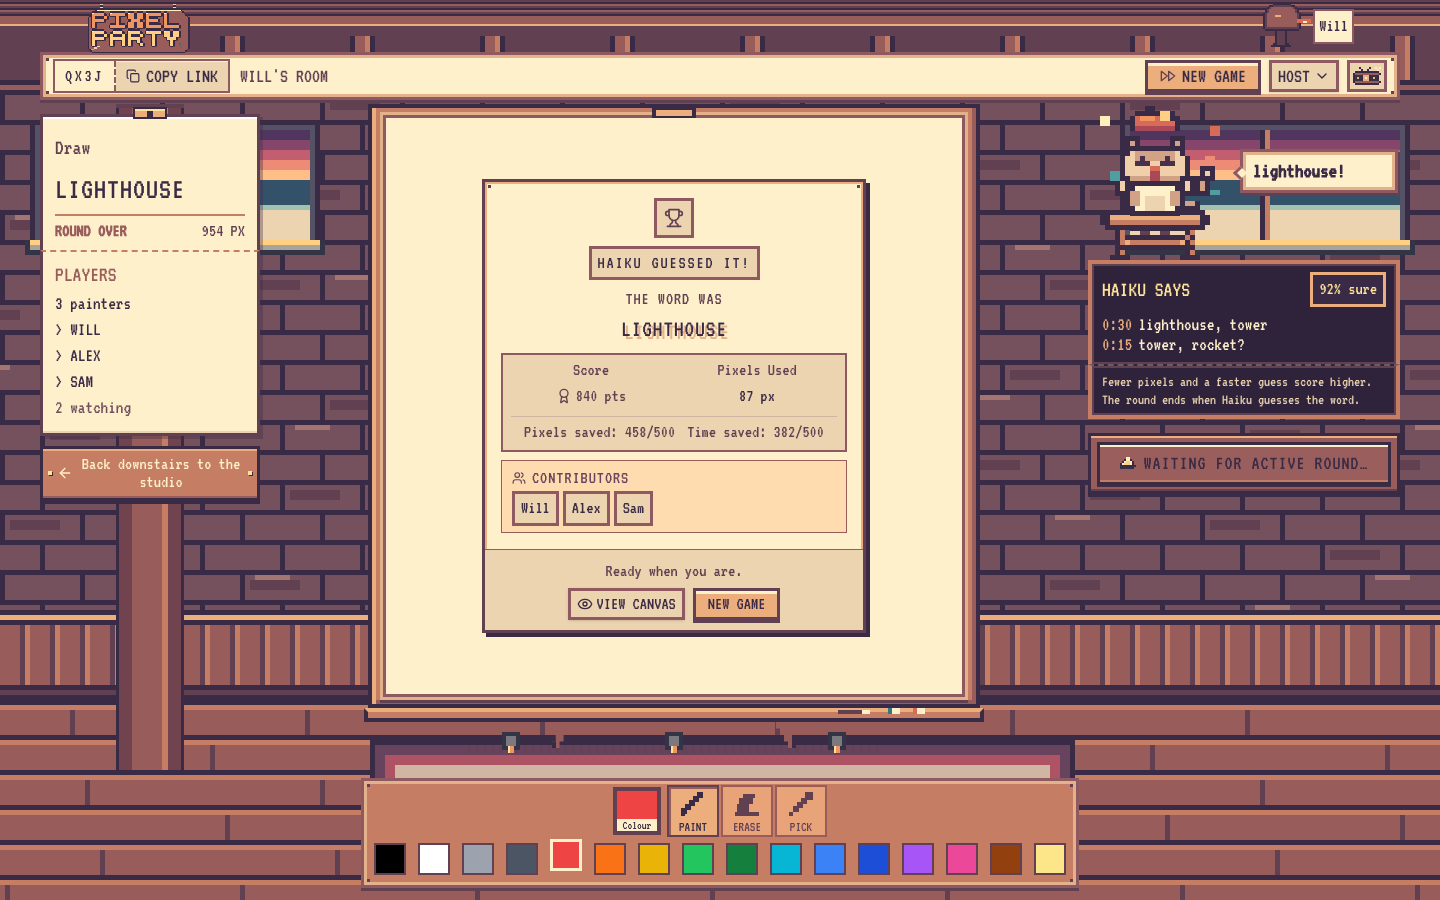 PIXEL
PARTY
Will
QX3J
COPY LINK
WILL'S ROOM
NEW GAME
HOST
Draw
LIGHTHOUSE
ROUND OVER 954 PX
PLAYERS
3 painters
> WILL
> ALEX
> SAM
2 watching
Back downstairs to the
studio
HAIKU GUESSED IT!
THE WORD WAS
LIGHTHOUSE
Score Pixels Used
840 pts 87 px
Pixels saved: 458/500 Time saved: 382/500
CONTRIBUTORS
Will Alex Sam
Ready when you are.
VIEW CANVAS NEW GAME
lighthouse!
HAIKU SAYS 92% sure
0:30 lighthouse, tower
0:15 tower, rocket?
Fewer pixels and a faster guess score higher.
The round ends when Haiku guesses the word.
WAITING FOR ACTIVE ROUND…
Colour PAINT ERASE PICK